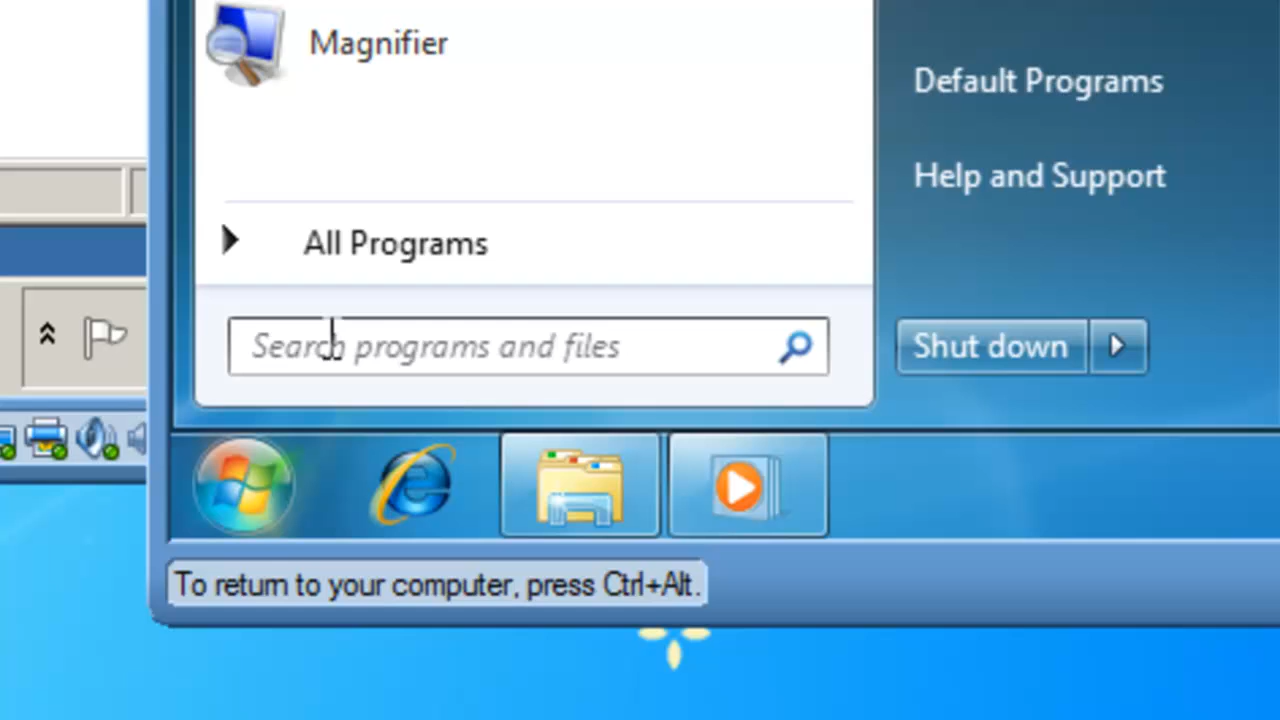 Magnifier
Default Programs
Help and Support
All Programs
Search programs and files
Shut down
To return to your computer, press Ctrl+Alt.